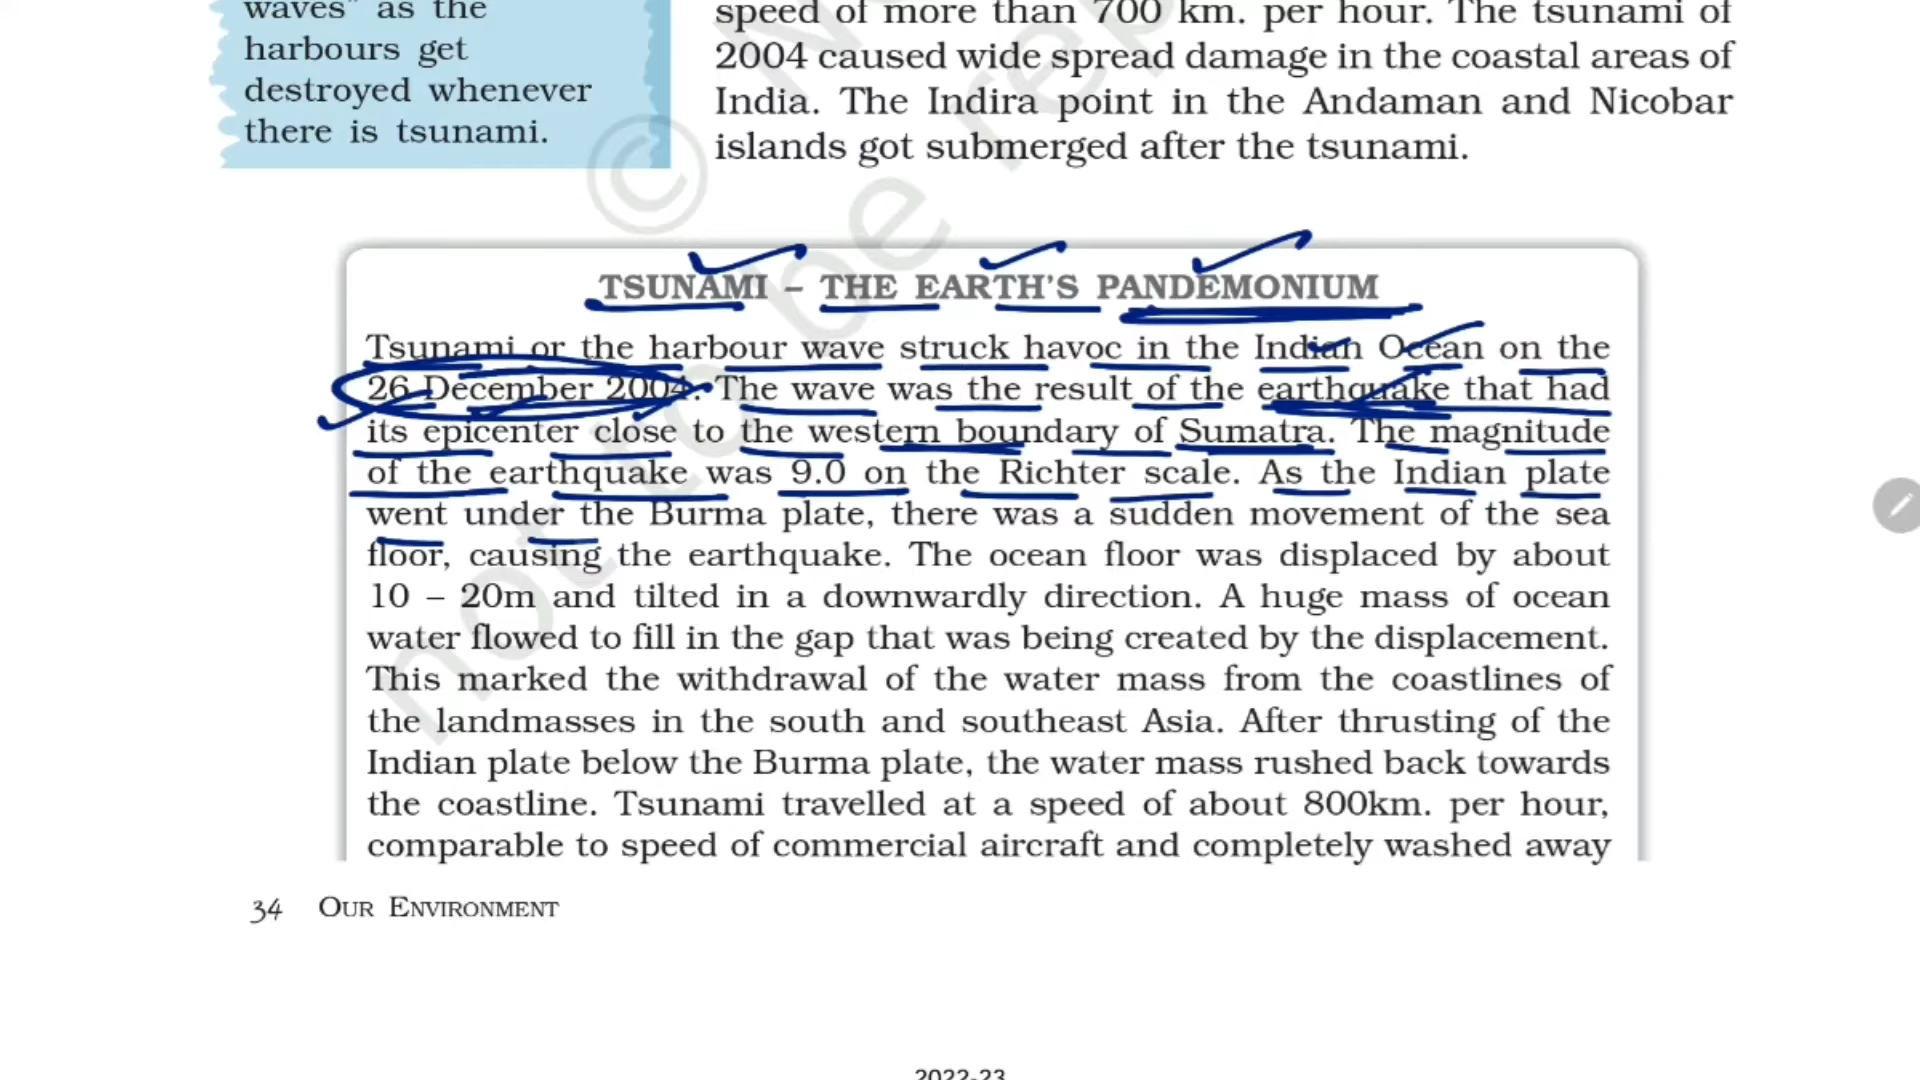 waves" as the
harbours get
destroyed whenever
there is tsunami.
speed of more than 700 km. per hour. The tsunami of
2004 caused wide spread damage in the coastal areas of
India. The Indira point in the Andaman and Nicobar
islands got submerged after the tsunami.
TSUNAMI – THE EARTH'S PANDEMONIUM
Tsunami or the harbour wave struck havoc in the Indian Ocean on the
26 December 2004. The wave was the result of the earthquake that had
its epicenter close to the western boundary of Sumatra. The magnitude
of the earthquake was 9.0 on the Richter scale. As the Indian plate
went under the Burma plate, there was a sudden movement of the sea
floor, causing the earthquake. The ocean floor was displaced by about
10 – 20m and tilted in a downwardly direction. A huge mass of ocean
water flowed to fill in the gap that was being created by the displacement.
This marked the withdrawal of the water mass from the coastlines of
the landmasses in the south and southeast Asia. After thrusting of the
Indian plate below the Burma plate, the water mass rushed back towards
the coastline. Tsunami travelled at a speed of about 800km. per hour,
comparable to speed of commercial aircraft and completely washed away
34 OUR ENVIRONMENT
2022-23
© 
not to be